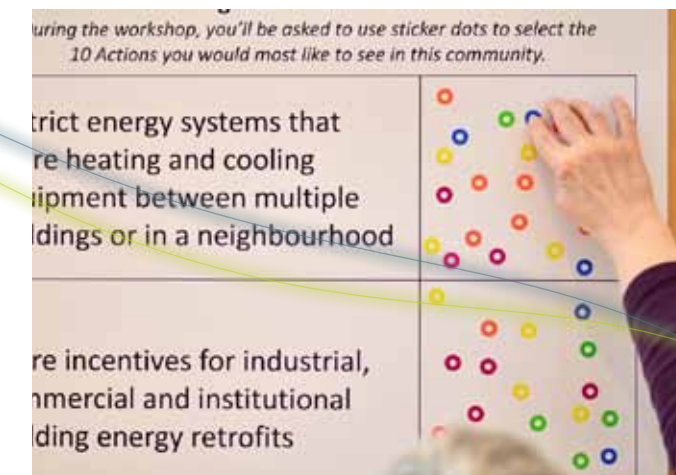 uring the workshop, you'll be asked to use sticker dots to select the
10 Actions you would most like to see in this community.
trict energy systems that
re heating and cooling
ipment between multiple
ldings or in a neighbourhood
re incentives for industrial,
mercial and institutional
lding energy retrofits